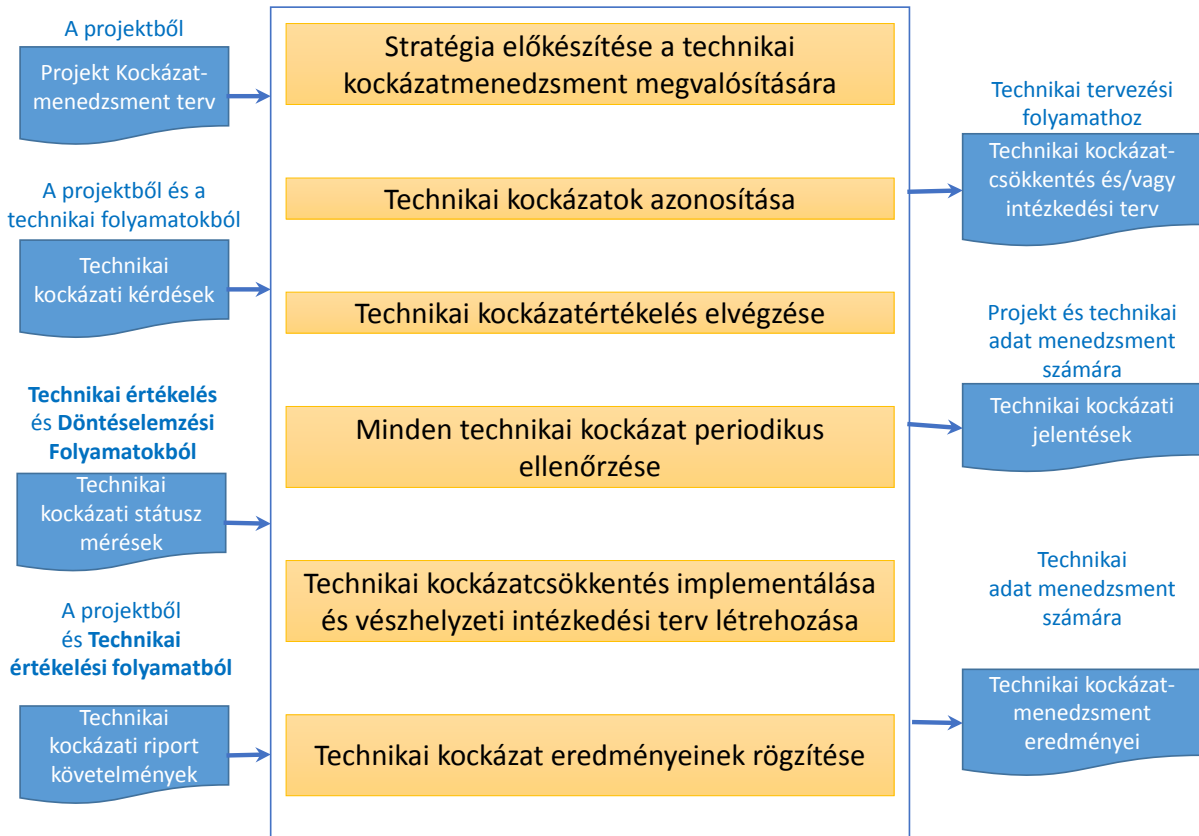 A projektből
Projekt Kockázat-
menedzsment terv
A projektből és a
technikai folyamatokból
Technikai
kockázati kérdések
Technikai értékelés
és Döntéselemzési
Folyamatokból
Technikai
kockázati státusz
mérések
A projektből
és Technikai
értékelési folyamatból
Technikai
kockázati riport
követelmények
Stratégia előkészítése a technikai
kockázatmenedzsment megvalósítására
Technikai kockázatok azonosítása
Technikai kockázatértékelés elvégzése
Minden technikai kockázat periodikus
ellenőrzése
Technikai kockázatcsökkentés implementálása
és vészhelyzeti intézkedési terv létrehozása
Technikai kockázat eredményeinek rögzítése
Technikai tervezési
folyamathoz
Technikai kockázat-
csökkentés és/vagy
intézkedési terv
Projekt és technikai
adat menedzsment
számára
Technikai kockázati
jelentések
Technikai
adat menedzsment
számára
Technikai kockázat-
menedzsment
eredményei